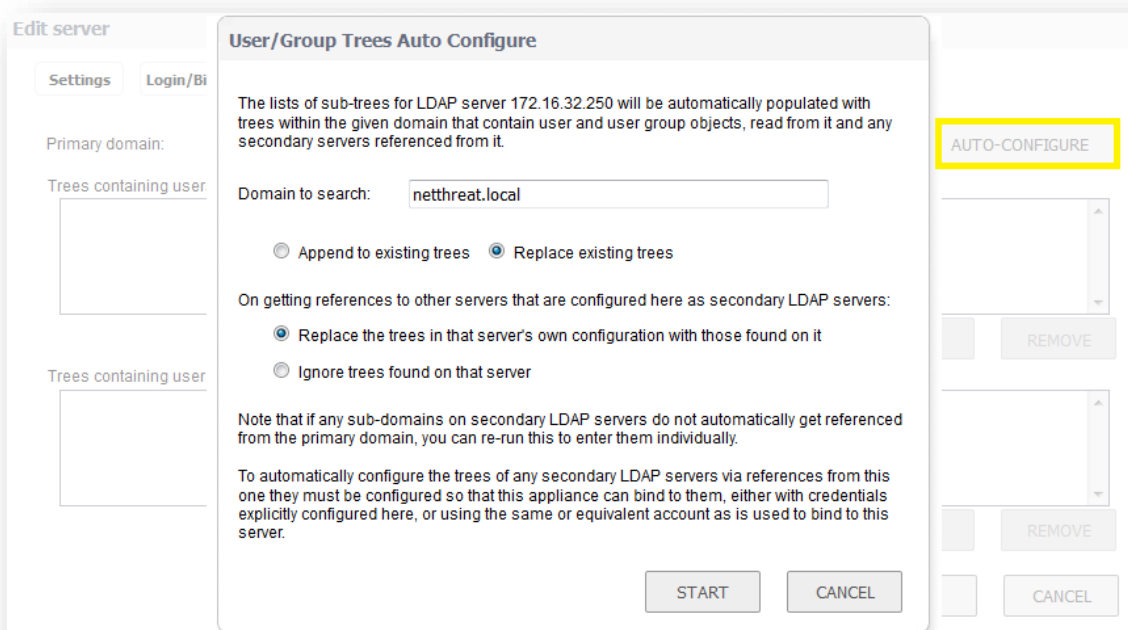 Edit server
User/Group Trees Auto Configure
Settings
Login/Bi
The lists of sub-trees for LDAP server 172.16.32.250 will be automatically populated with
trees within the given domain that contain user and user group objects, read from it and any
secondary servers referenced from it.
Primary domain:
AUTO-CONFIGURE
Trees containing user
Domain to search:
netthreat.local
Append to existing trees
Replace existing trees
On getting references to other servers that are configured here as secondary LDAP servers:
Replace the trees in that server's own configuration with those found on it
REMOVE
Ignore trees found on that server
Trees containing user
Note that if any sub-domains on secondary LDAP servers do not automatically get referenced
from the primary domain, you can re-run this to enter them individually.
To automatically configure the trees of any secondary LDAP servers via references from this
one they must be configured so that this appliance can bind to them, either with credentials
explicitly configured here, or using the same or equivalent account as is used to bind to this
server.
REMOVE
START
CANCEL
CANCEL